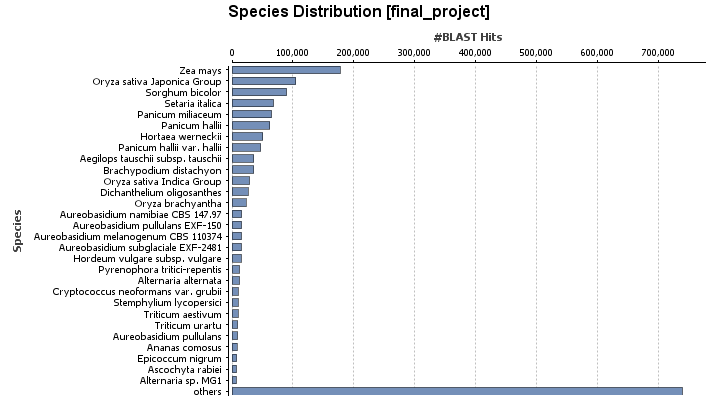 Species Distribution [final_project]
#BLAST Hits
0 100,000 200,000 300,000 400,000 500,000 600,000 700,000
Species
Zea mays
Oryza sativa Japonica Group
Sorghum bicolor
Setaria italica
Panicum miliaceum
Panicum hallii
Hortaea werneckii
Panicum hallii var. hallii
Aegilops tauschii subsp. tauschii
Brachypodium distachyon
Oryza sativa Indica Group
Dichanthelium oligosanthes
Oryza brachyantha
Aureobasidium namibiae CBS 147.97
Aureobasidium pullulans EXF-150
Aureobasidium melanogenum CBS 110374
Aureobasidium subglaciale EXF-2481
Hordeum vulgare subsp. vulgare
Pyrenophora tritici-repentis
Alternaria alternata
Cryptococcus neoformans var. grubii
Stemphylium lycopersici
Triticum aestivum
Triticum urartu
Aureobasidium pullulans
Ananas comosus
Epicoccum nigrum
Ascochyta rabiei
Alternaria sp. MG1
others